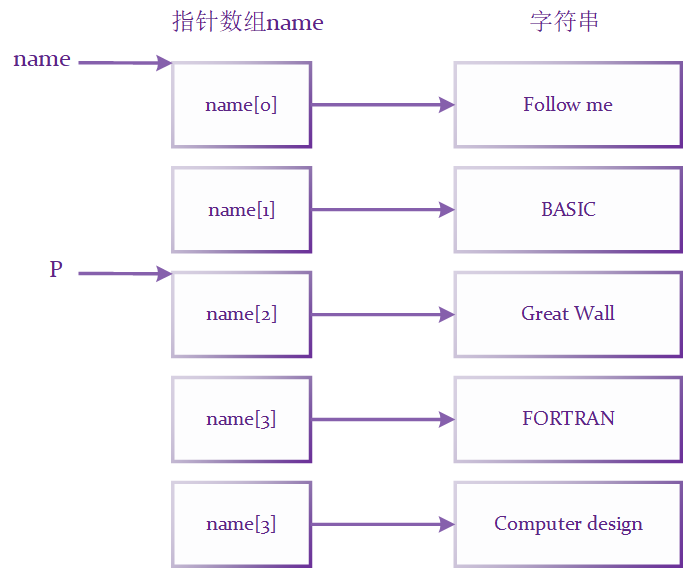 指针数组name
字符串
name
name[0]
Follow me
name[1]
BASIC
P
name[2]
Great Wall
name[3]
FORTRAN
name[3]
Computer design